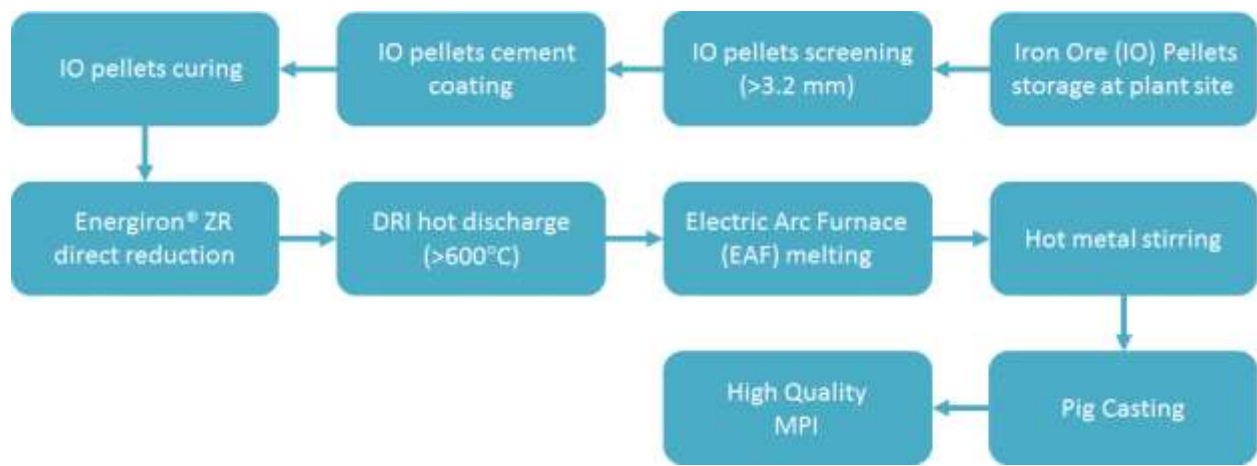 IO pellets curing
IO pellets cement
coating
IO pellets screening
(>3.2 mm)
Iron Ore (IO) Pellets
storage at plant site
Energiron® ZR
direct reduction
DRI hot discharge
(>600°C)
Electric Arc Furnace
(EAF) melting
Hot metal stirring
High Quality
MPI
Pig Casting